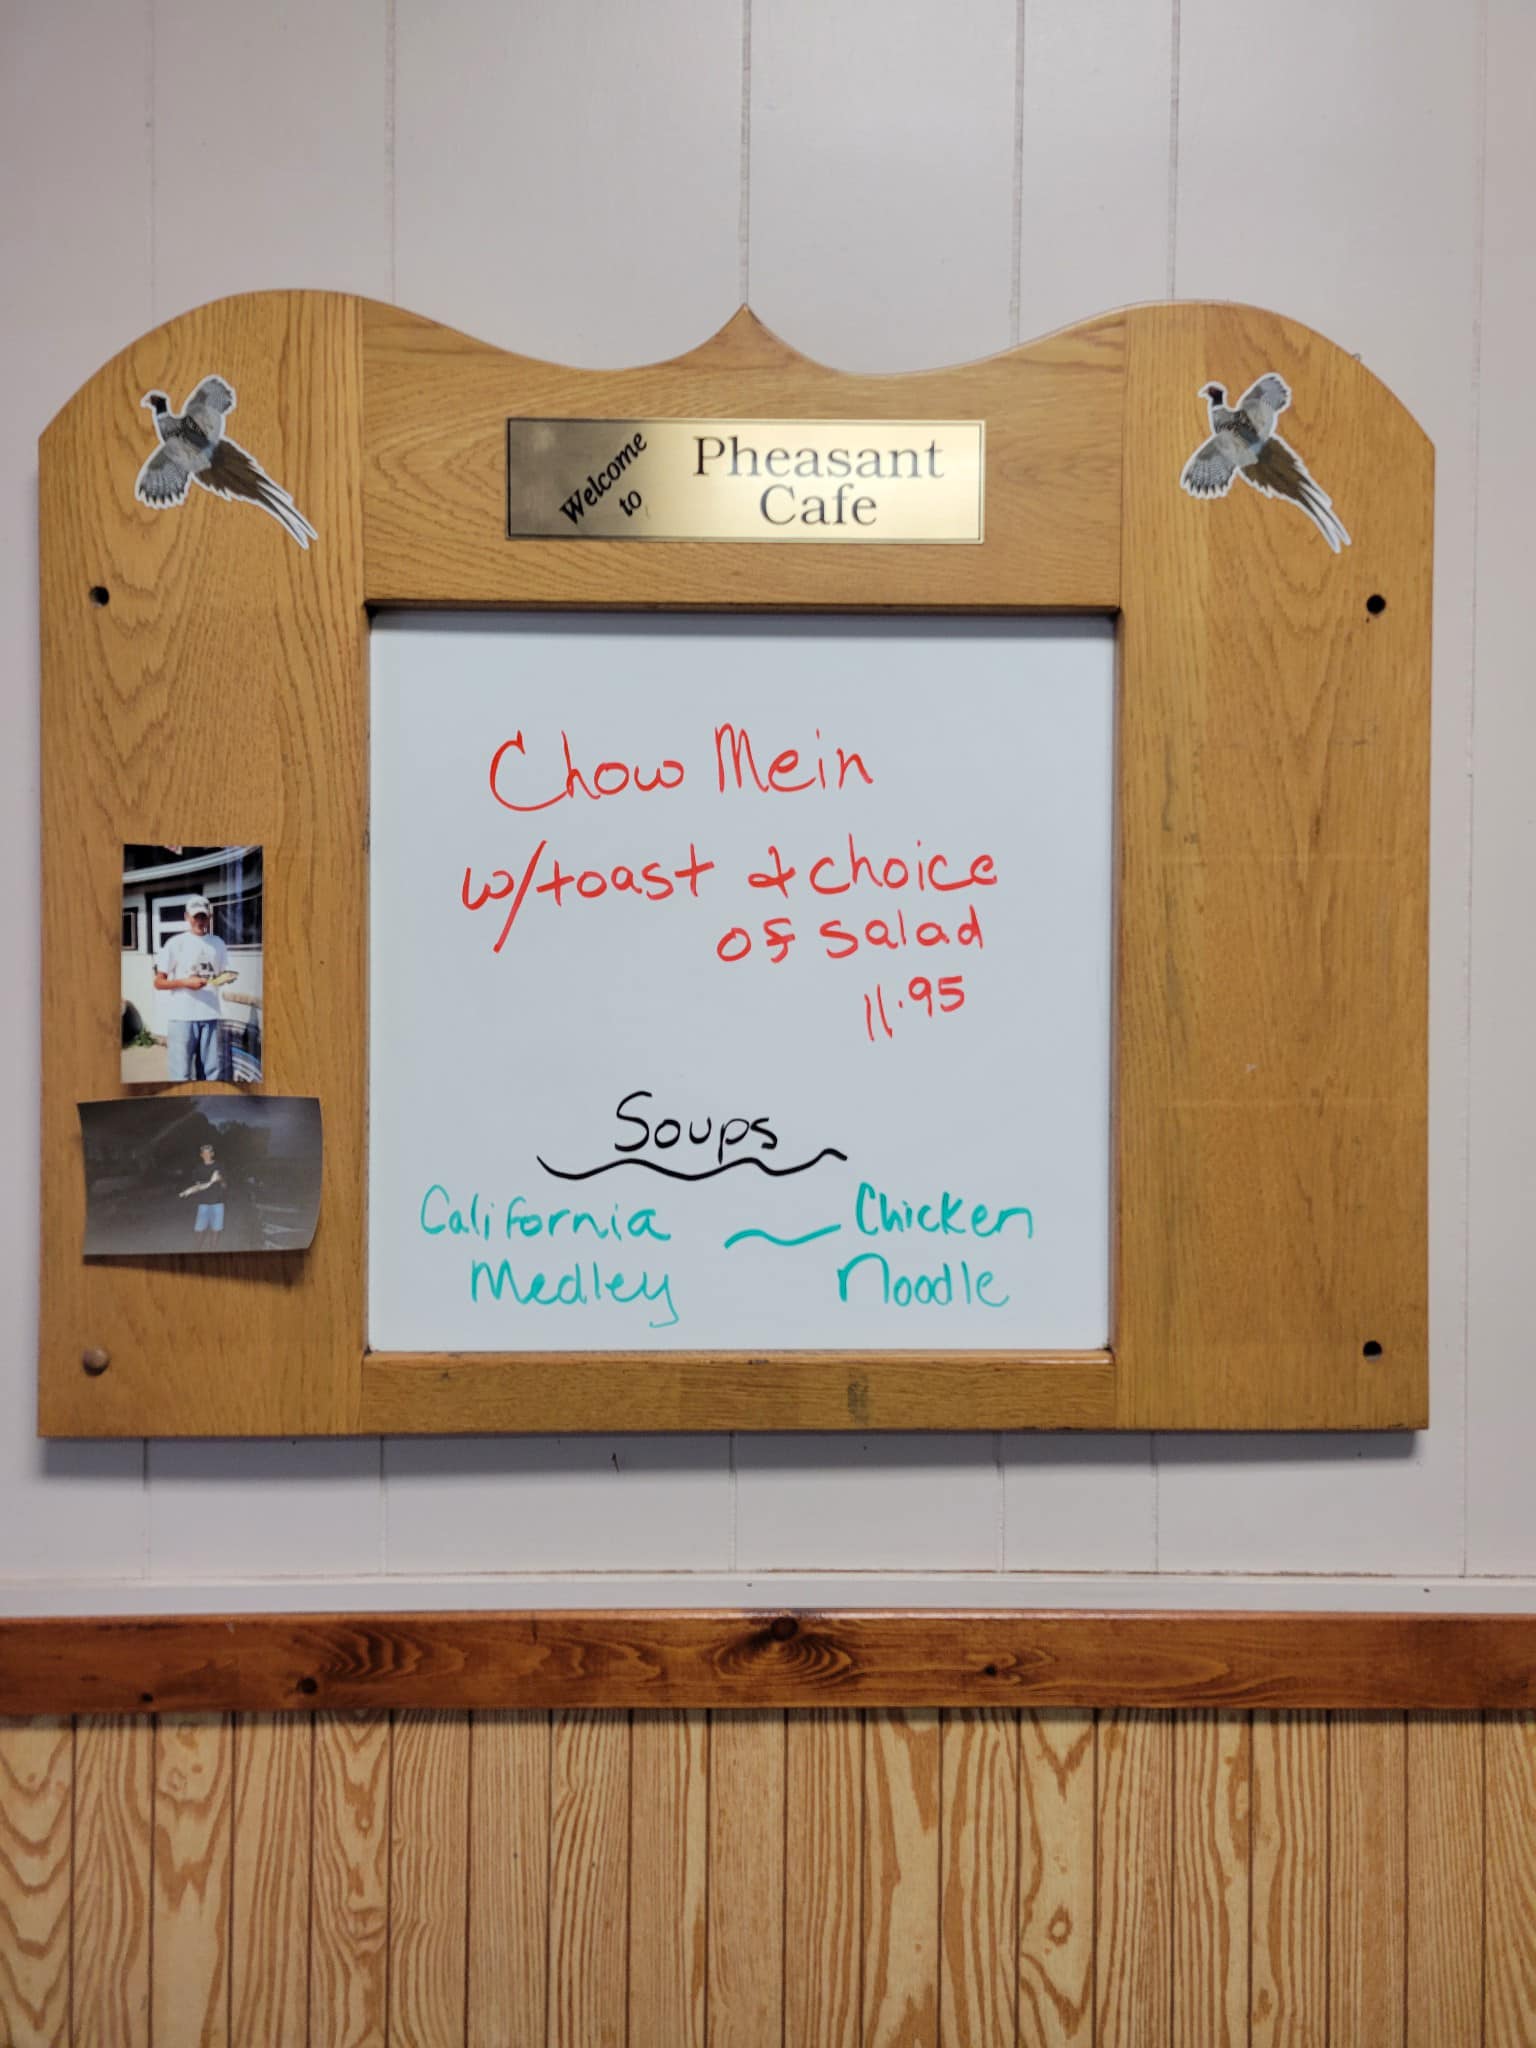 Welcome to
Pheasant
Cafe
Chow Mein
w/toast & choice
of salad
11.95
Soups
California ~ Chicken
Medley Noodle